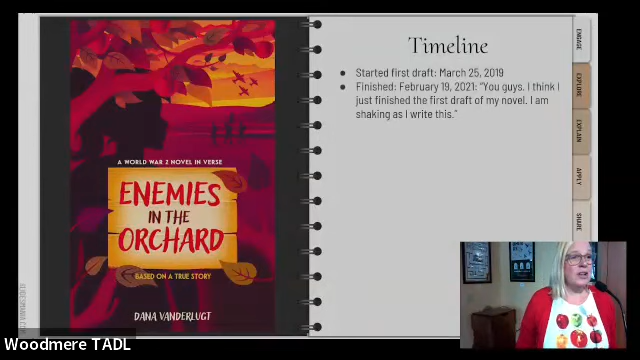 A WORLD WAR 2 NOVEL IN VERSE
ENEMIES
IN THE
ORCHARD
BASED ON A TRUE STORY
DANA VANDERLUGT
Timeline
● Started first draft: March 25, 2019
● Finished: February 19, 2021: "You guys. I think I
just finished the first draft of my novel. I am
shaking as I write this."
ENGAGE
EXPLORE
EXPLAIN
APPLY
SHARE
Woodmere TADL